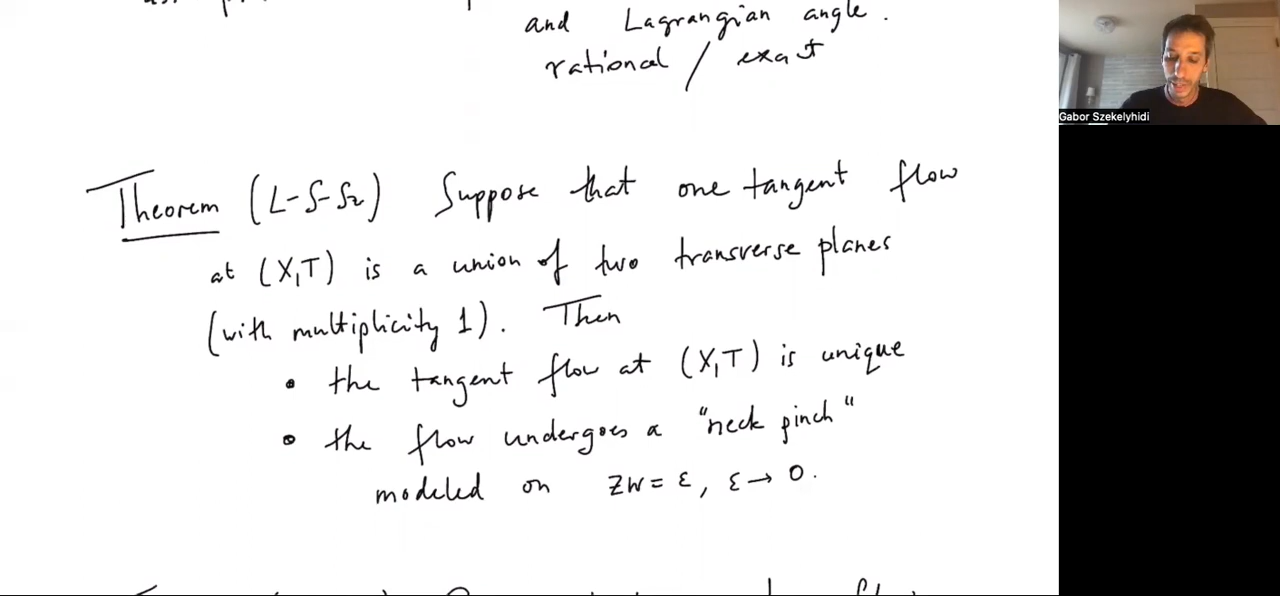 and Lagrangian angle.
rational / exact
Gabor Szekelyhidi
Theorem (L-S-Sz) Suppose that one tangent flow
at (X,T) is a union of two transverse planes
(with multiplicity 1). Then
• the tangent flow at (X,T) is unique
• the flow undergoes a "neck pinch"
modeled on ZW = ε, ε → 0.